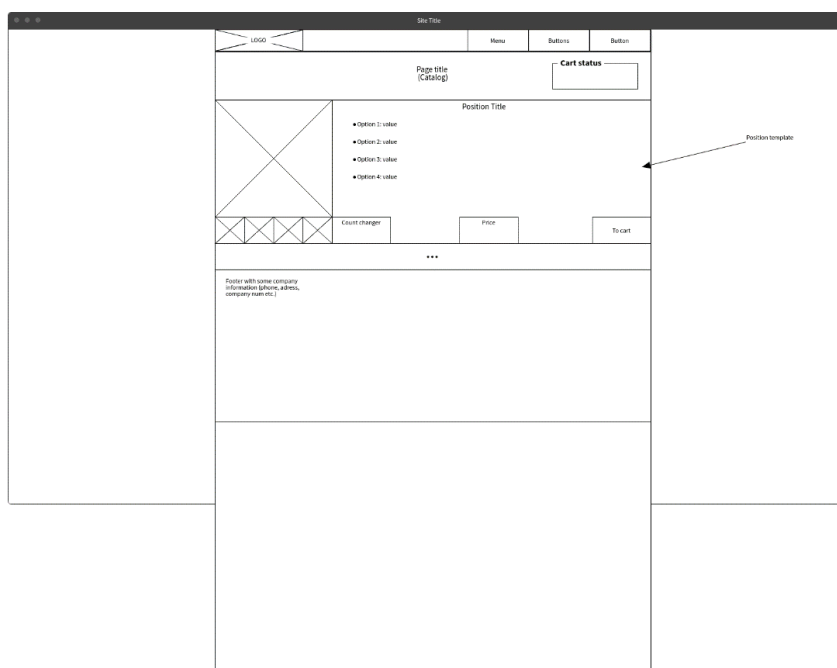 Site Title
LOGO
Menu
Buttons
Button
Page title
(Catalog)
Cart status
Position Title
Option 1: value
Option 2: value
Option 3: value
Option 4: value
Position template
Count changer
Price
To cart
•••
Footer with some company
information (phone, adress,
company num etc.)